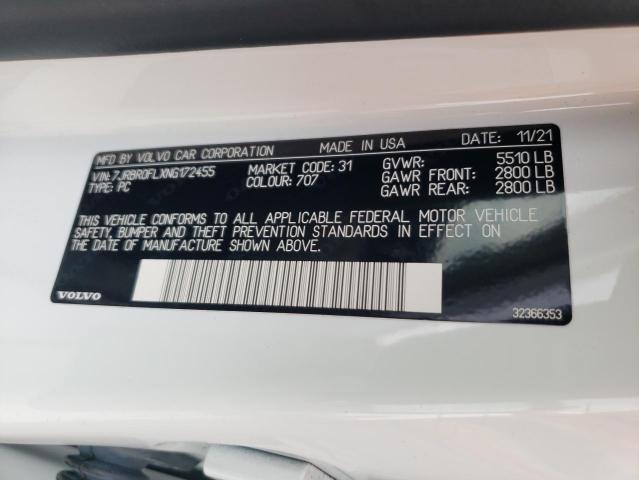 MFD BY VOLVO CAR CORPORATION MADE IN USA DATE: 11/21
VIN: 7JRBR0FLXNG172455 MARKET CODE: 31 GVWR: 5510 LB
TYPE: PC COLOUR: 707 GAWR FRONT: 2800 LB
GAWR REAR: 2800 LB
THIS VEHICLE CONFORMS TO ALL APPLICABLE FEDERAL MOTOR VEHICLE
SAFETY, BUMPER AND THEFT PREVENTION STANDARDS IN EFFECT ON
THE DATE OF MANUFACTURE SHOWN ABOVE.
VOLVO
32366353